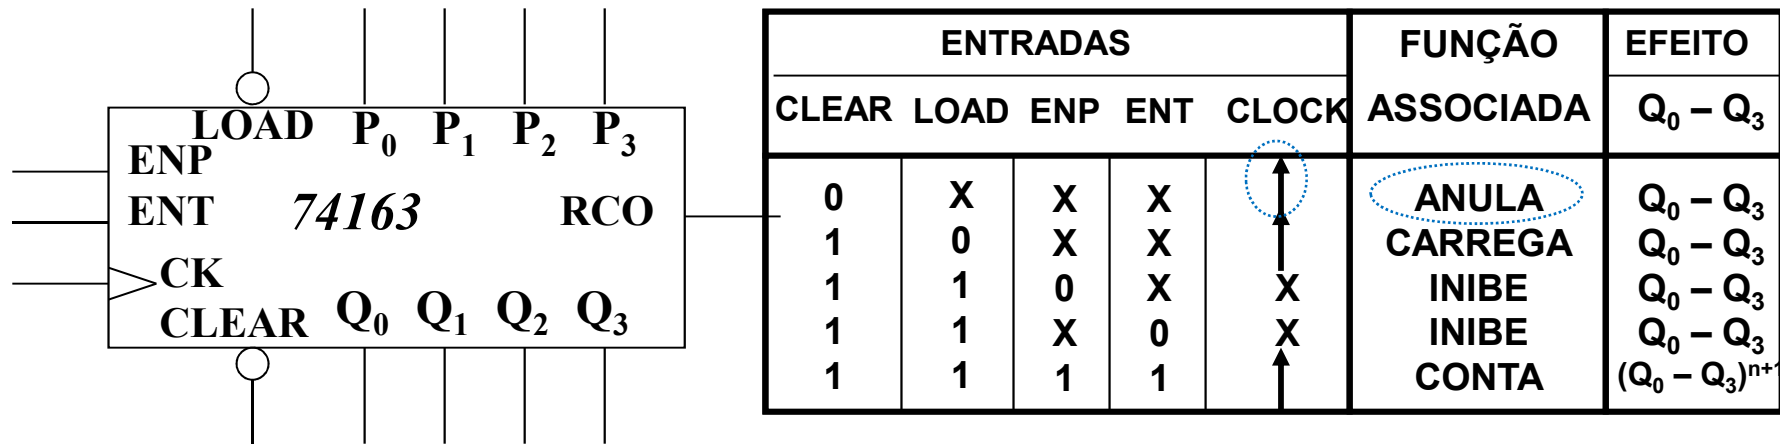 LOAD P0 P1 P2 P3
ENP
ENT 74163 RCO
CK
CLEAR Q0 Q1 Q2 Q3
ENTRADAS FUNÇÃO EFEITO
CLEAR LOAD ENP ENT CLOCK ASSOCIADA Q0 – Q3
0 X X X ANULA Q0 – Q3
1 0 X X CARREGA Q0 – Q3
1 1 0 X X INIBE Q0 – Q3
1 1 X 0 X INIBE Q0 – Q3
1 1 1 1 CONTA (Q0 – Q3)n+1